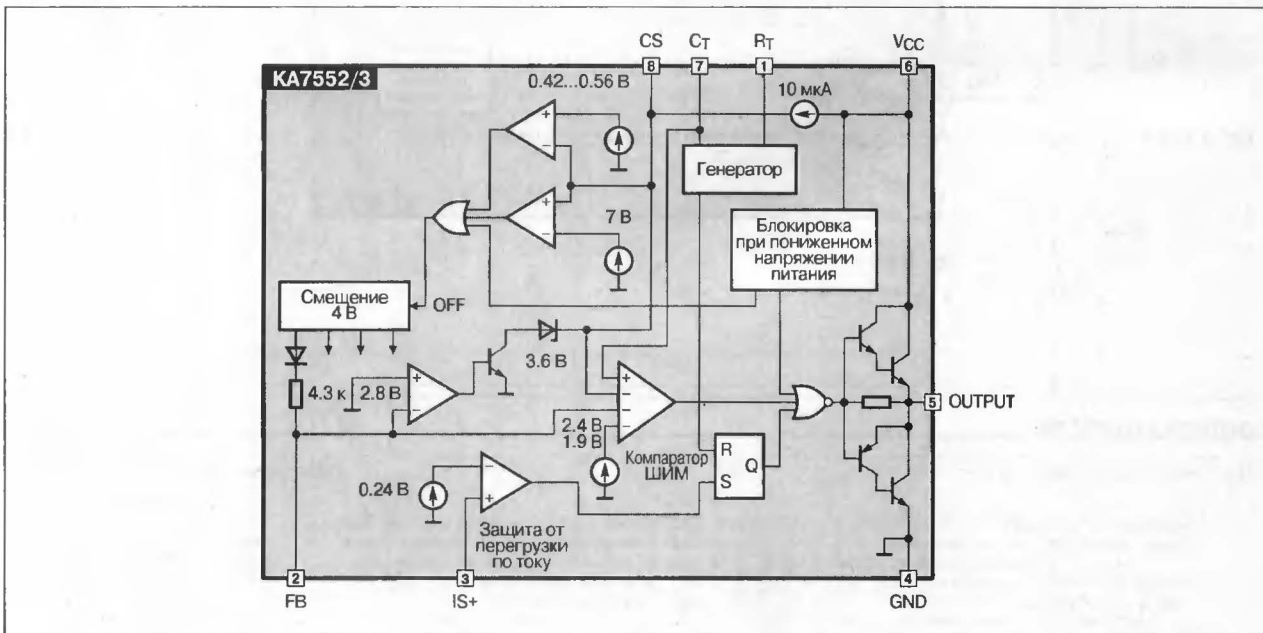 CS CT RT VCC
8 7 1 6
KA7552/3
0.42...0.56 В
10 мкА
+
−
Генератор
+
−
7 В
Блокировка
при пониженном
напряжении
питания
Смещение
4 В
OFF
3.6 В
4.3 к
2.8 В
+
−
+
−
−
−
5 OUTPUT
2.4 В
1.9 В
Компаратор
ШИМ
R
S
Q
0.24 В
−
+
Защита от
перегрузки
по току
2 3 4
FB IS+ GND